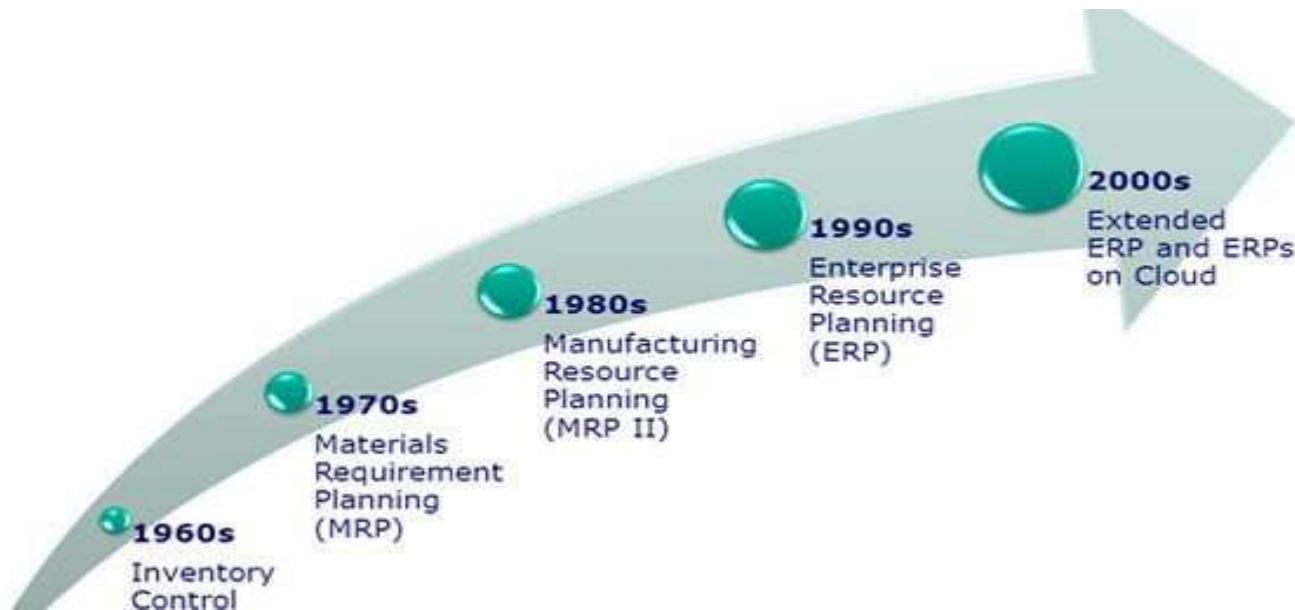 1960s
Inventory
Control
1970s
Materials
Requirement
Planning
(MRP)
1980s
Manufacturing
Resource
Planning
(MRP II)
1990s
Enterprise
Resource
Planning
(ERP)
2000s
Extended
ERP and ERPs
on Cloud